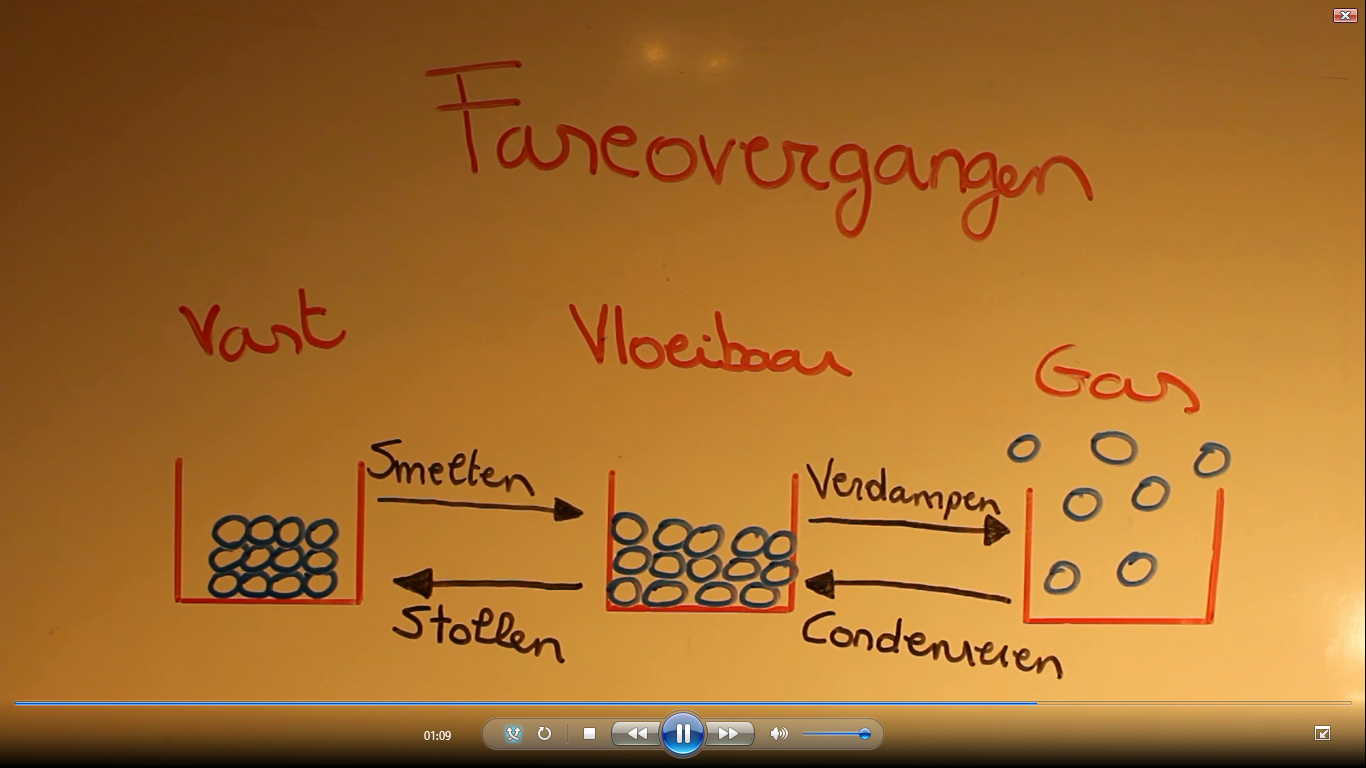 Faseovergangen
Vast
Vloeibaar
Gas
Smelten
Verdampen
Stollen
Condenseren
01:09